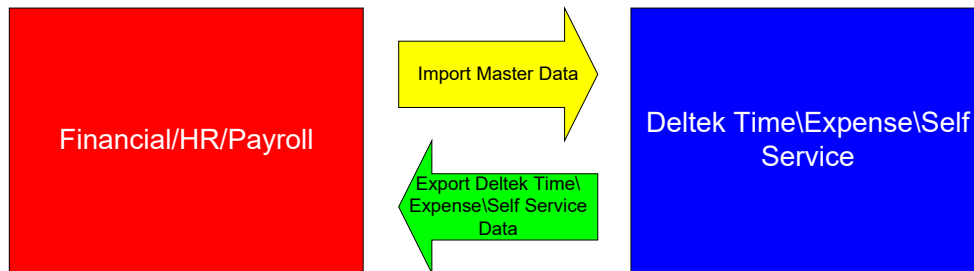 Financial/HR/Payroll
Import Master Data
Export Deltek Time\
Expense\Self Service
Data
Deltek Time\Expense\Self
Service